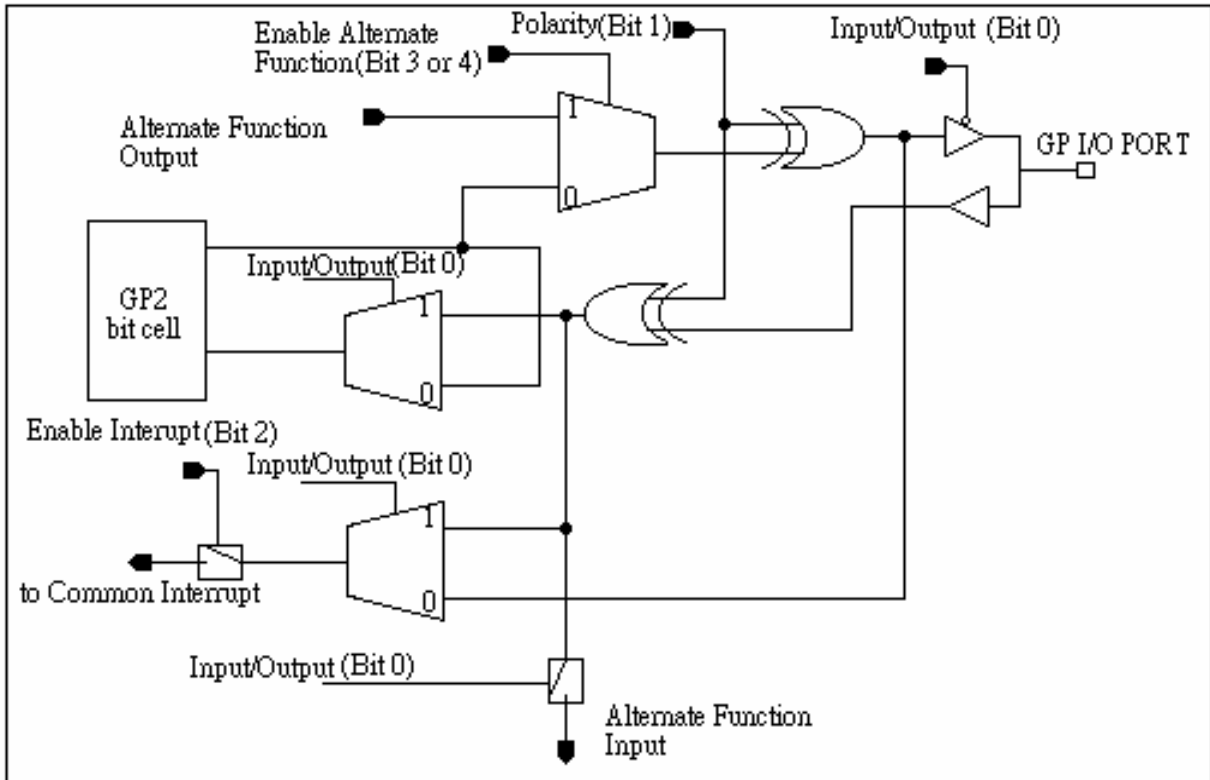 Polarity(Bit 1)
Input/Output (Bit 0)
Enable Alternate
Function(Bit 3 or 4)
1
Alternate Function
Output
GP I/O PORT
0
Input/Output(Bit 0)
GP2
bit cell
1
0
Enable Interupt (Bit 2)
Input/Output (Bit 0)
1
to Common Interrupt
0
Input/Output (Bit 0)
Alternate Function
Input